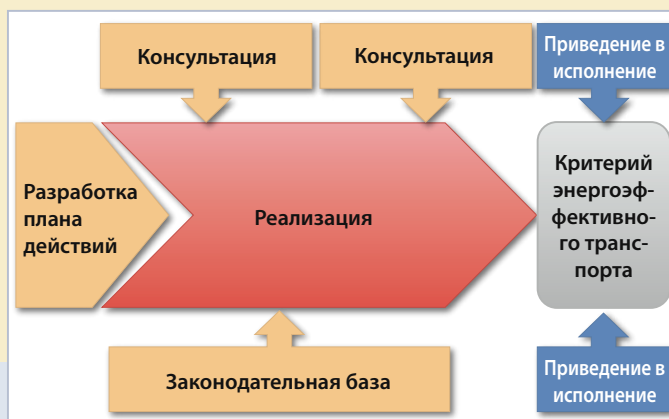 Консультация
Консультация
Приведение в
исполнение
Разработка
плана
действий
Реализация
Критерий
энергоэф-
фективно-
го транс-
порта
Законодательная база
Приведение в
исполнение